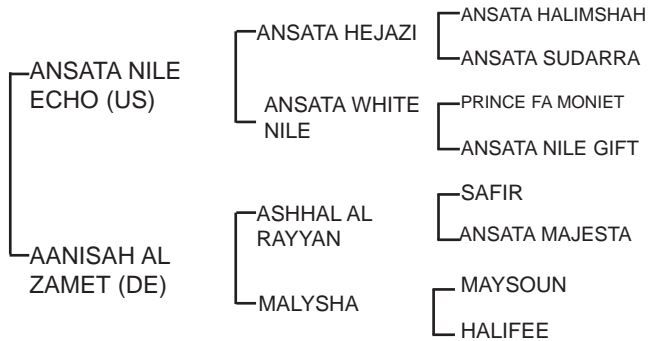 ANSATA NILE
ECHO (US)
AANISAH AL
ZAMET (DE)
ANSATA HEJAZI
ANSATA WHITE
NILE
ASHHAL AL
RAYYAN
MALYSHA
ANSATA HALIMSHAH
ANSATA SUDARRA
PRINCE FA MONIET
ANSATA NILE GIFT
SAFIR
ANSATA MAJESTA
MAYSOUN
HALIFEE